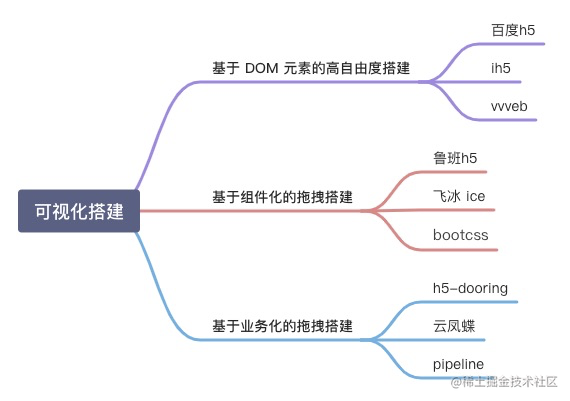 可视化搭建
基于 DOM 元素的高自由度搭建
百度h5
ih5
vvveb
基于组件化的拖拽搭建
鲁班h5
飞冰 ice
bootcss
基于业务化的拖拽搭建
h5-dooring
云凤蝶
pipeline
@稀土掘金技术社区